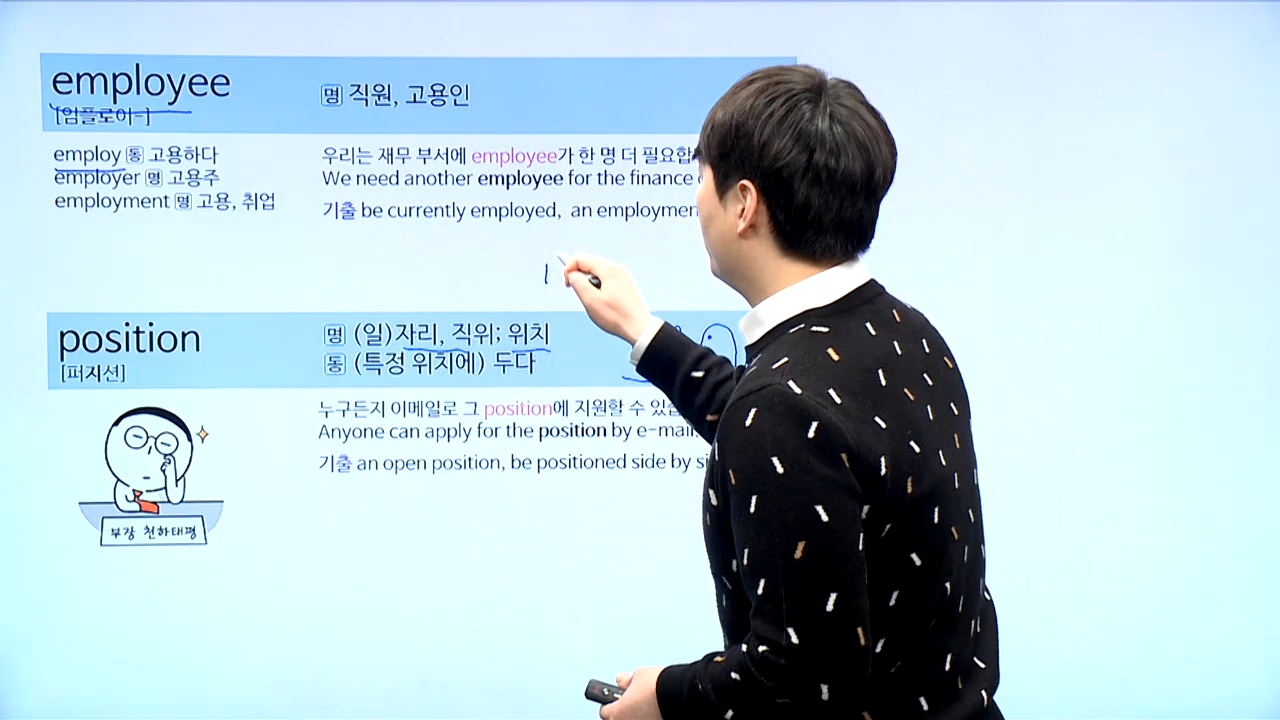 employee
[임플로이-]
명 직원, 고용인
employ 동 고용하다
employer 명 고용주
employment 명 고용, 취업
우리는 재무 부서에 employee가 한 명 더 필요합
We need another employee for the finance
기출 be currently employed, an employmen
position
[퍼지션]
명 (일)자리, 직위; 위치
동 (특정 위치에) 두다
누구든지 이메일로 그 position에 지원할 수 있습
Anyone can apply for the position by e-mail.
기출 an open position, be positioned side by si
부장 천하태평